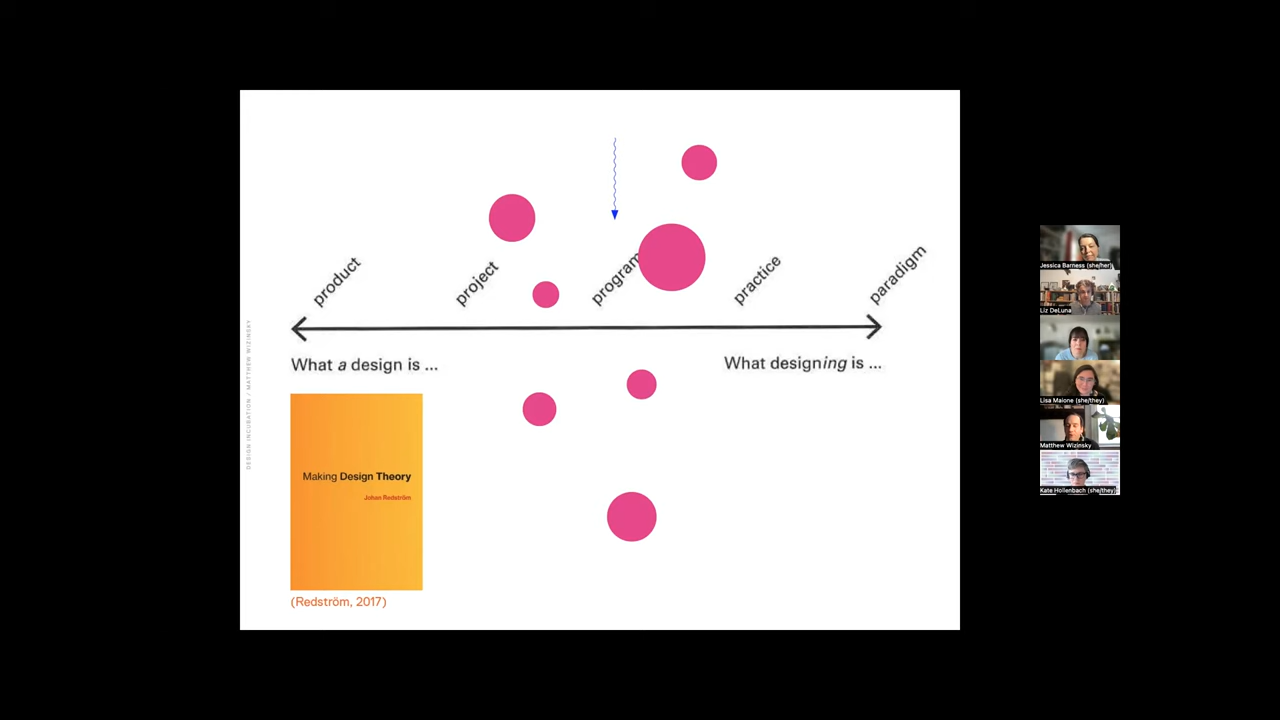 product
project
program
practice
paradigm
What a design is ...
What designing is ...
DESIGN INCUBATION / MATTHEW WIZINSKY
Making Design Theory
Johan Redström
(Redström, 2017)
Jessica Barness (she/her)
Liz DeLuna
Lisa Maione (she/they)
Matthew Wizinsky
Kate Hollenbach (she/they)